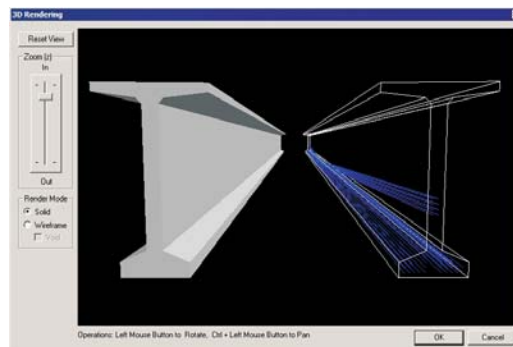 3D Rendering
Reset View
Zoom (z)
In
Out
Render Mode
Solid
Wireframe
Void
Operations: Left Mouse Button to Rotate, Ctrl + Left Mouse Button to Pan
OK
Cancel